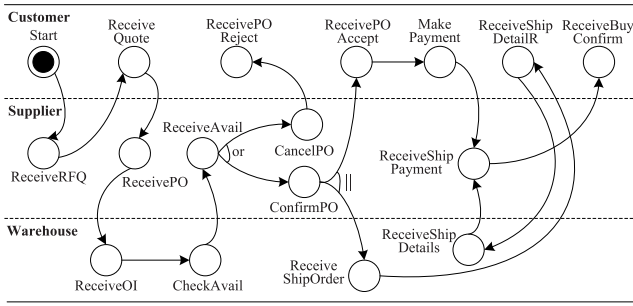 Customer
Start
Receive
Quote
ReceivePO
Reject
ReceivePO
Accept
Make
Payment
ReceiveShip
DetailR
ReceiveBuy
Confirm
Supplier
ReceiveRFQ
ReceivePO
ReceiveAvail
or
CancelPO
ConfirmPO
||
ReceiveShip
Payment
Warehouse
ReceiveOI
CheckAvail
Receive
ShipOrder
ReceiveShip
Details